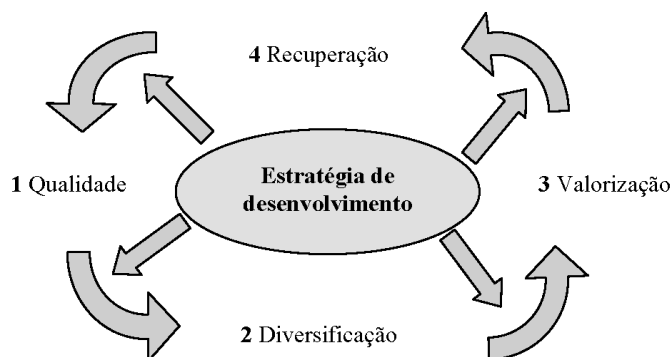 4 Recuperação
1 Qualidade
Estratégia de
desenvolvimento
3 Valorização
2 Diversificação